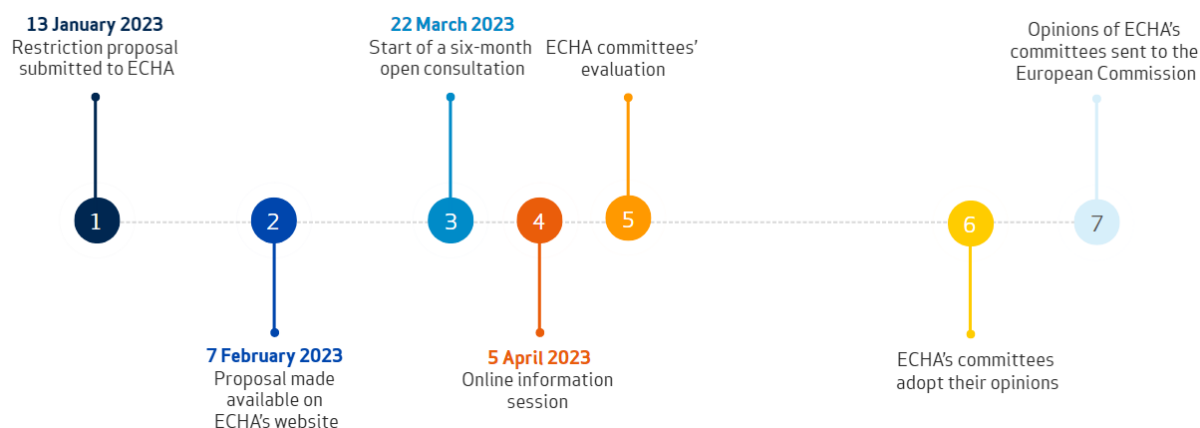 13 January 2023
Restriction proposal
submitted to ECHA
22 March 2023
Start of a six-month
open consultation
ECHA committees’
evaluation
Opinions of ECHA’s
committees sent to the
European Commission
1
2
3
4
5
6
7
7 February 2023
Proposal made
available on
ECHA’s website
5 April 2023
Online information
session
ECHA’s committees
adopt their opinions